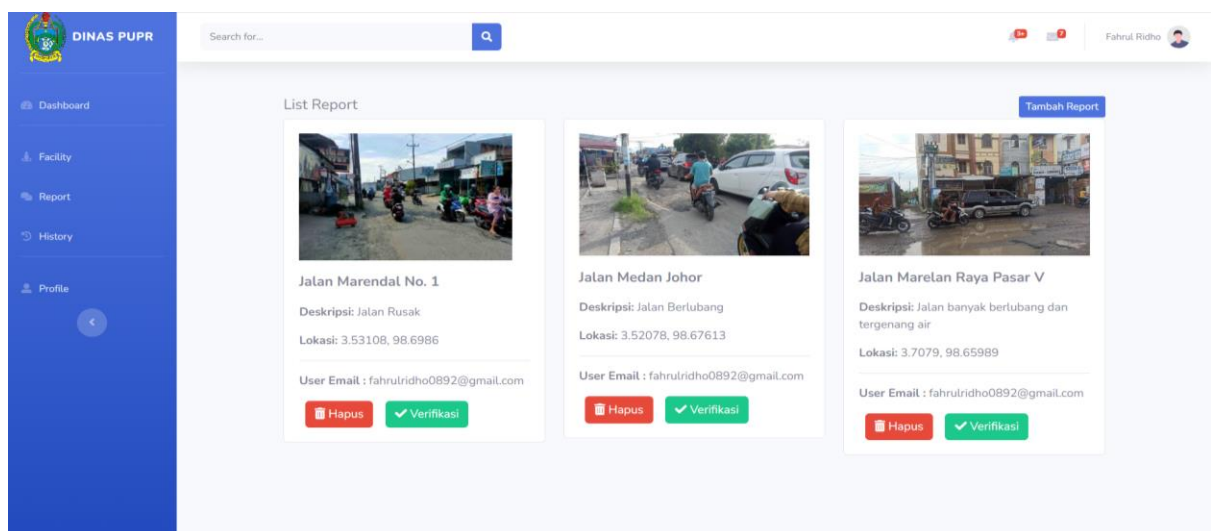 DINAS PUPR
Search for...
3+
7
Fahrul Ridho
Dashboard
Facility
Report
History
Profile
List Report
Tambah Report
Jalan Marendal No. 1
Deskripsi: Jalan Rusak
Lokasi: 3.53108, 98.6986
User Email : fahrulridho0892@gmail.com
Hapus
Verifikasi
Jalan Medan Johor
Deskripsi: Jalan Berlubang
Lokasi: 3.52078, 98.67613
User Email : fahrulridho0892@gmail.com
Hapus
Verifikasi
Jalan Marelan Raya Pasar V
Deskripsi: Jalan banyak berlubang dan
tergenang air
Lokasi: 3.7079, 98.65989
User Email : fahrulridho0892@gmail.com
Hapus
Verifikasi